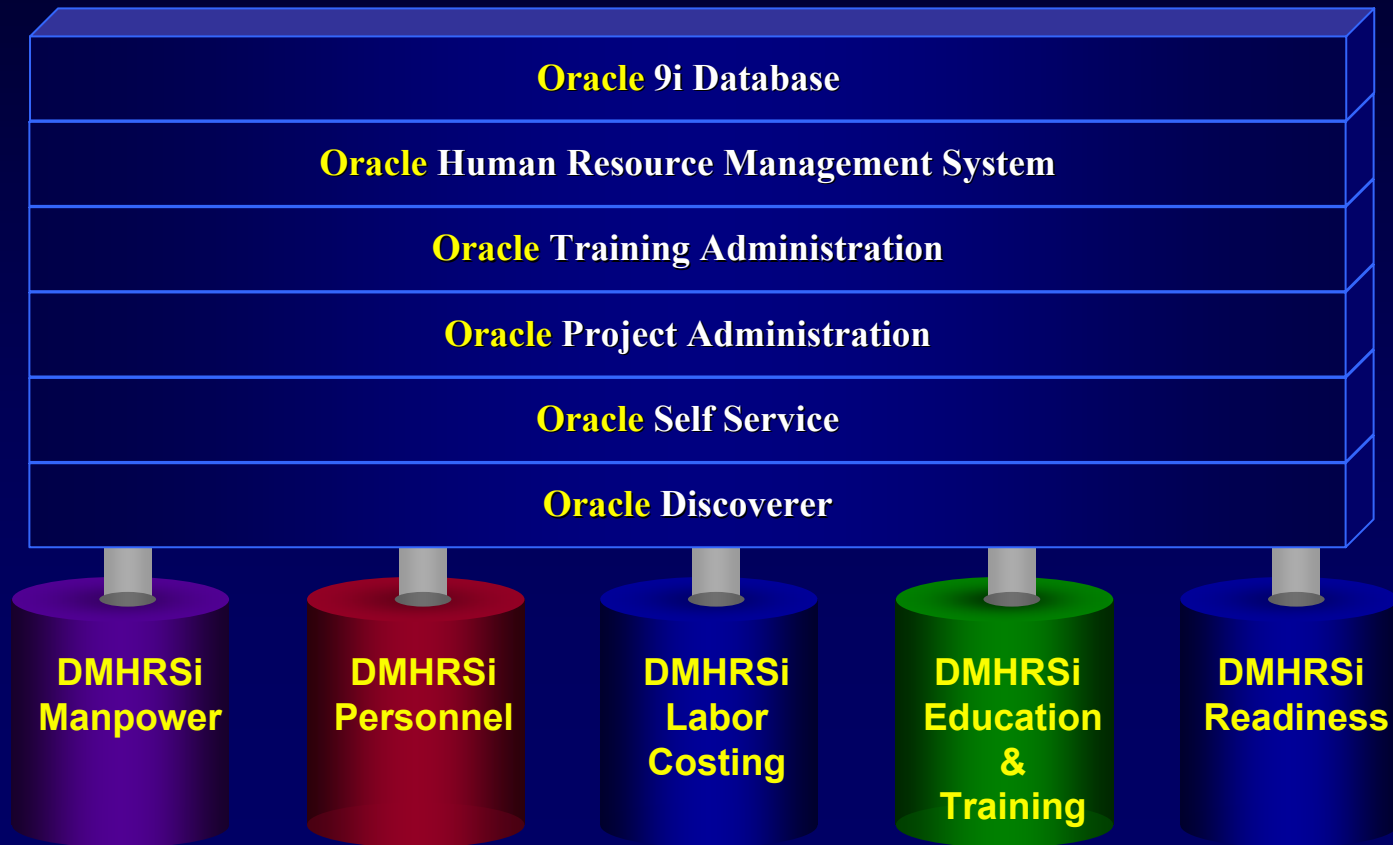 Oracle 9i Database
Oracle Human Resource Management System
Oracle Training Administration
Oracle Project Administration
Oracle Self Service
Oracle Discoverer
DMHRSi
Manpower
DMHRSi
Personnel
DMHRSi
Labor
Costing
DMHRSi
Education
&
Training
DMHRSi
Readiness